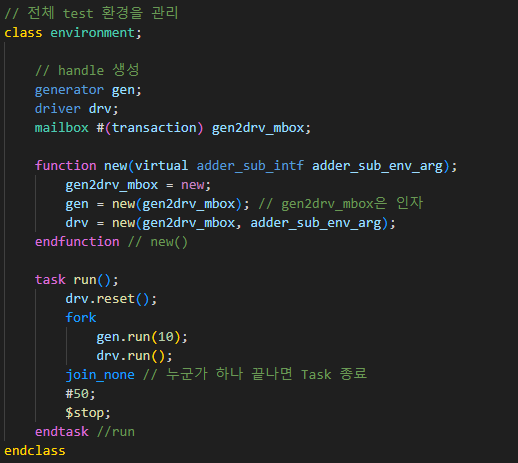 // 전체 test 환경을 관리
class environment;
// handle 생성
generator gen;
driver drv;
mailbox #(transaction) gen2drv_mbox;
function new(virtual adder_sub_intf adder_sub_env_arg);
gen2drv_mbox = new;
gen = new(gen2drv_mbox); // gen2drv_mbox은 인자
drv = new(gen2drv_mbox, adder_sub_env_arg);
endfunction // new()
task run();
drv.reset();
fork
gen.run(10);
drv.run();
join_none // 누군가 하나 끝나면 Task 종료
#50;
$stop;
endtask //run
endclass